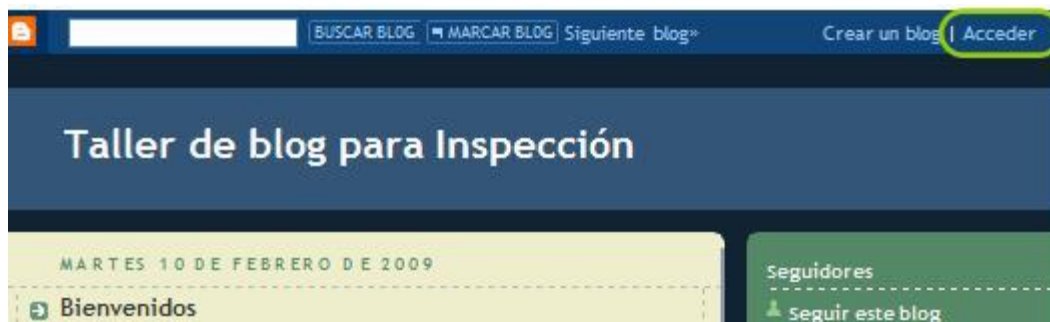 BUSCAR BLOG MARCAR BLOG Siguiente blog» Crear un blog | Acceder
Taller de blog para Inspección
MARTES 10 DE FEBRERO DE 2009
Bienvenidos
Seguidores
Seguir este blog